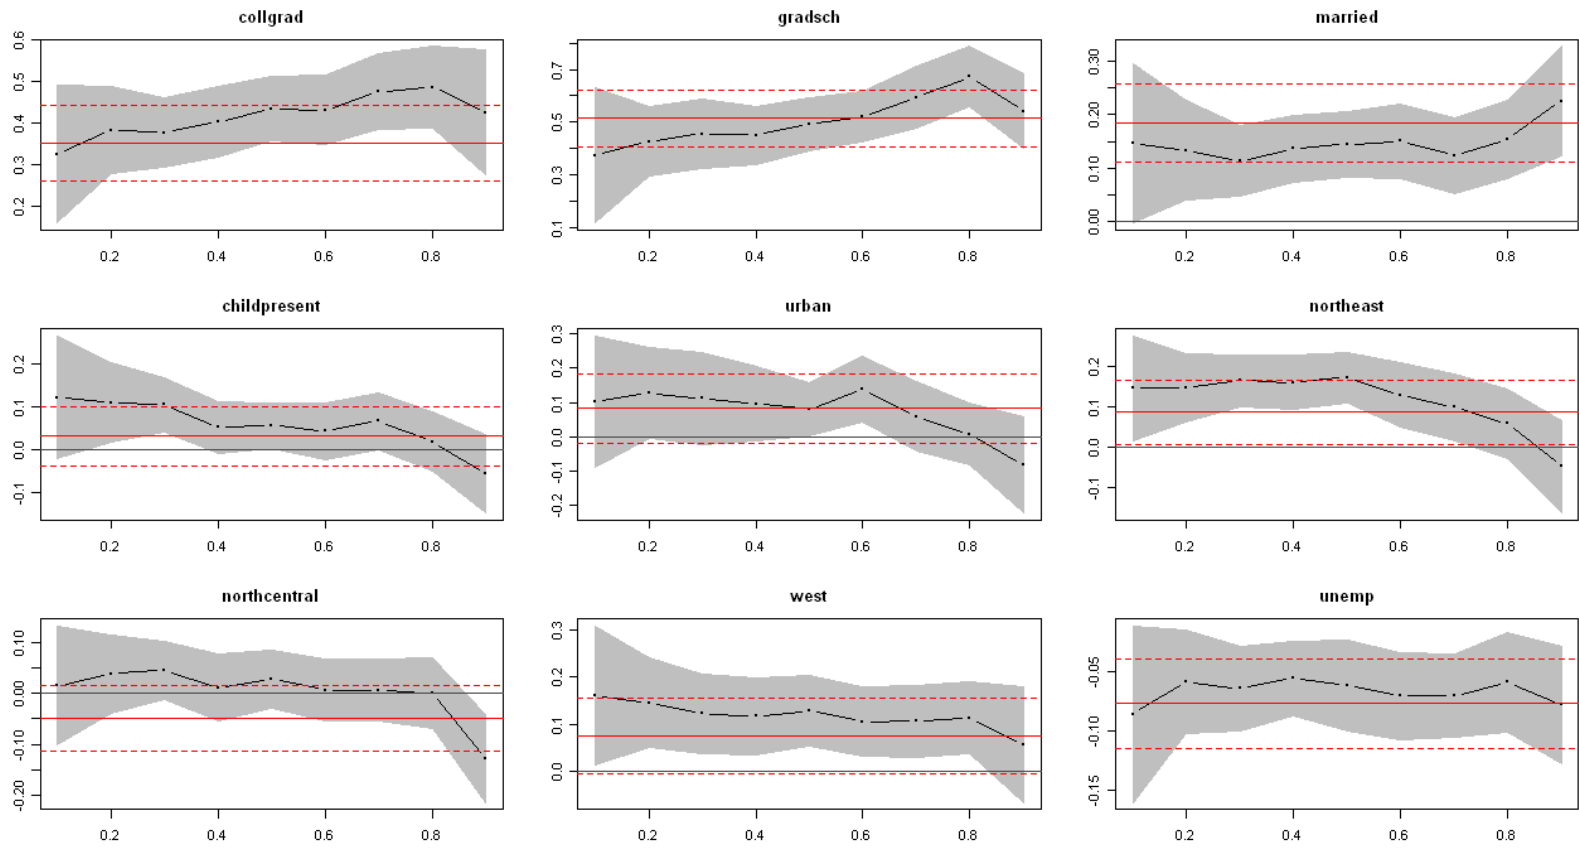 collgrad
gradsch
married
0.2 0.3 0.4 0.5 0.6
0.2 0.4 0.6 0.8
0.1 0.3 0.5 0.7
0.2 0.4 0.6 0.8
0.00 0.10 0.20 0.30
0.2 0.4 0.6 0.8
childpresent
urban
northeast
-0.1 0.0 0.1 0.2
0.2 0.4 0.6 0.8
-0.2 -0.1 0.0 0.1 0.2 0.3
0.2 0.4 0.6 0.8
-0.1 0.0 0.1 0.2
0.2 0.4 0.6 0.8
northcentral
west
unemp
-0.20 -0.10 0.00 0.10
0.2 0.4 0.6 0.8
0.0 0.1 0.2 0.3
0.2 0.4 0.6 0.8
-0.15 -0.10 -0.05
0.2 0.4 0.6 0.8